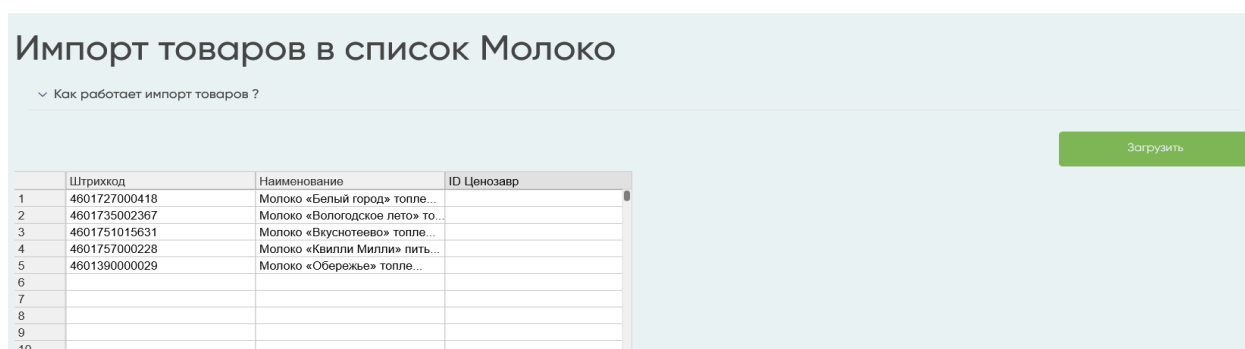 Импорт товаров в список Молоко
Как работает импорт товаров ?
Загрузить
Штрихкод Наименование ID Ценозавр
1 4601727000418 Молоко «Белый город» топле...
2 4601735002367 Молоко «Вологодское лето» то...
3 4601751015631 Молоко «Вкуснотеево» топле...
4 4601757000228 Молоко «Квилли Милли» пить...
5 4601390000029 Молоко «Обережье» топле...
6
7
8
9
10